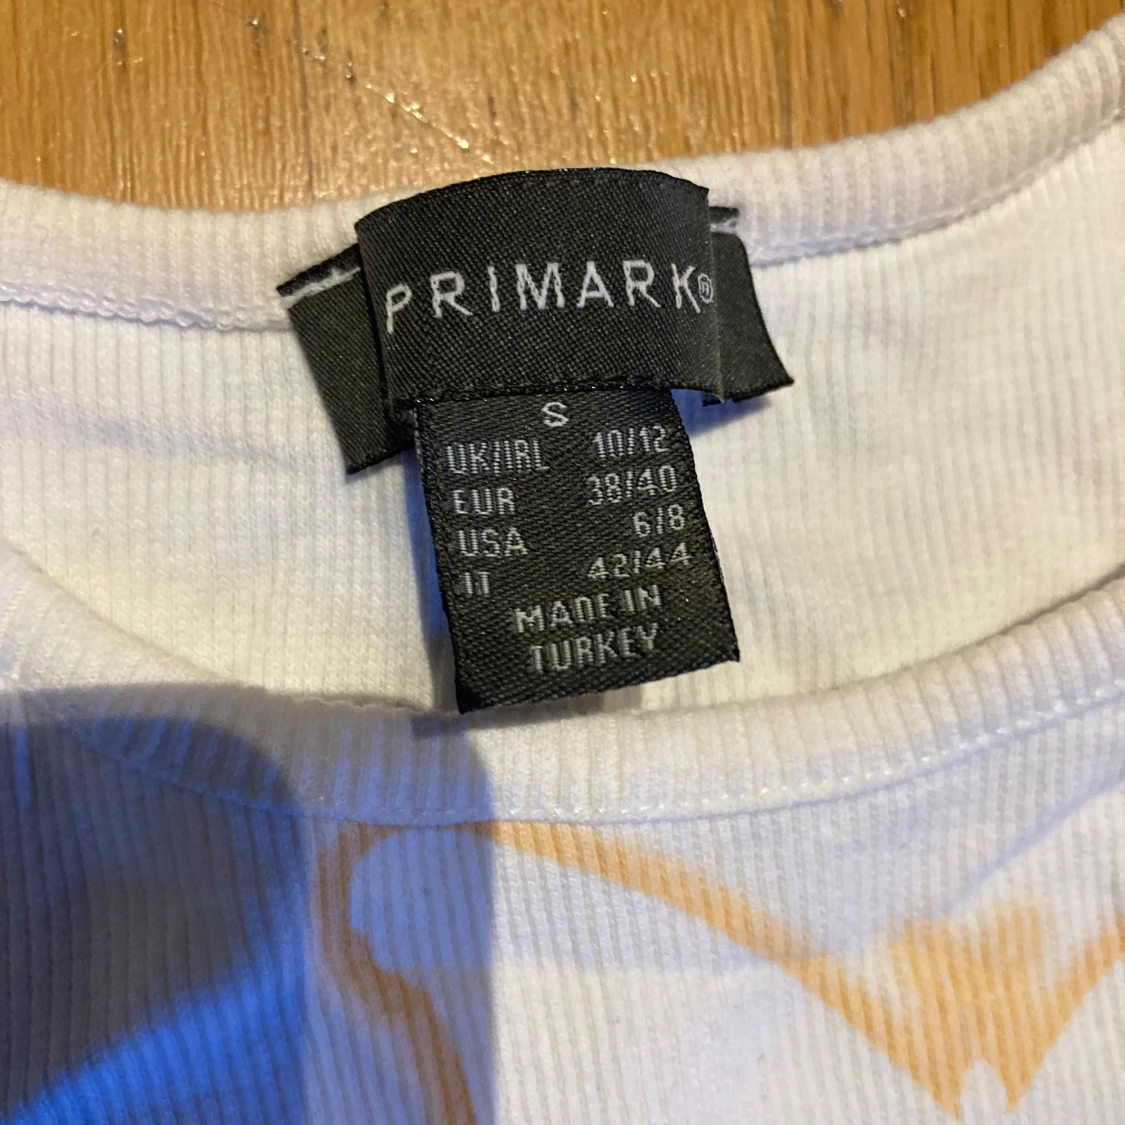 PRIMARK®
S
UK/IRL 10/12
EUR 38/40
USA 6/8
IT 42/44
MADE IN
TURKEY